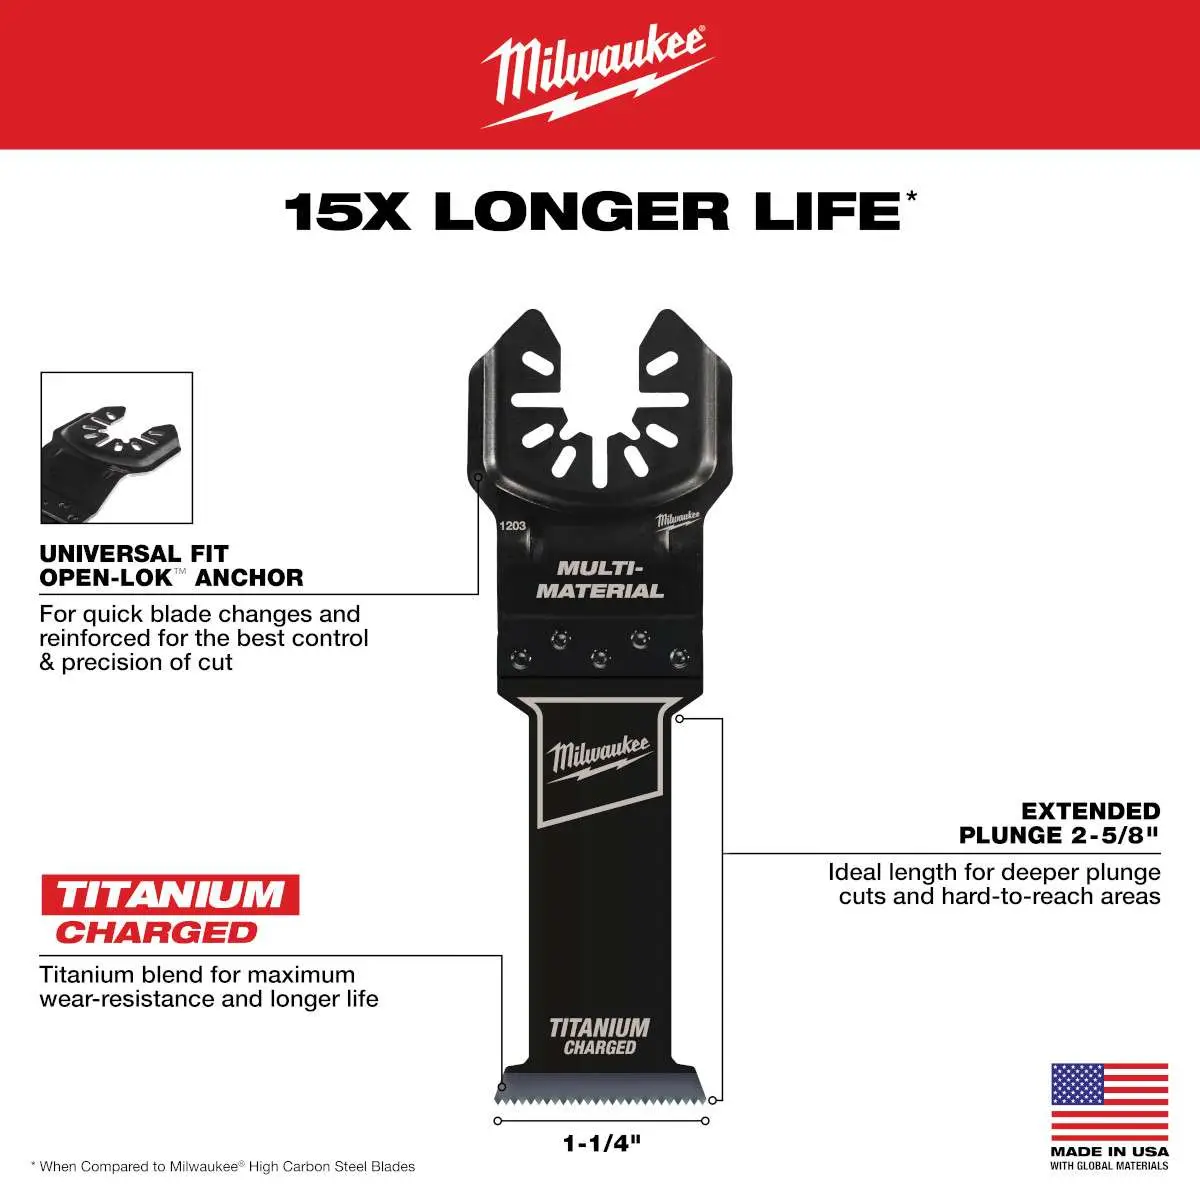 Milwaukee®
15X LONGER LIFE*
UNIVERSAL FIT
OPEN-LOK™ ANCHOR
For quick blade changes and
reinforced for the best control
& precision of cut
1203
Milwaukee
MULTI-
MATERIAL
Milwaukee
EXTENDED
PLUNGE 2-5/8"
Ideal length for deeper plunge
cuts and hard-to-reach areas
TITANIUM
CHARGED
Titanium blend for maximum
wear-resistance and longer life
TITANIUM
CHARGED
1-1/4"
MADE IN USA
WITH GLOBAL MATERIALS
* When Compared to Milwaukee® High Carbon Steel Blades